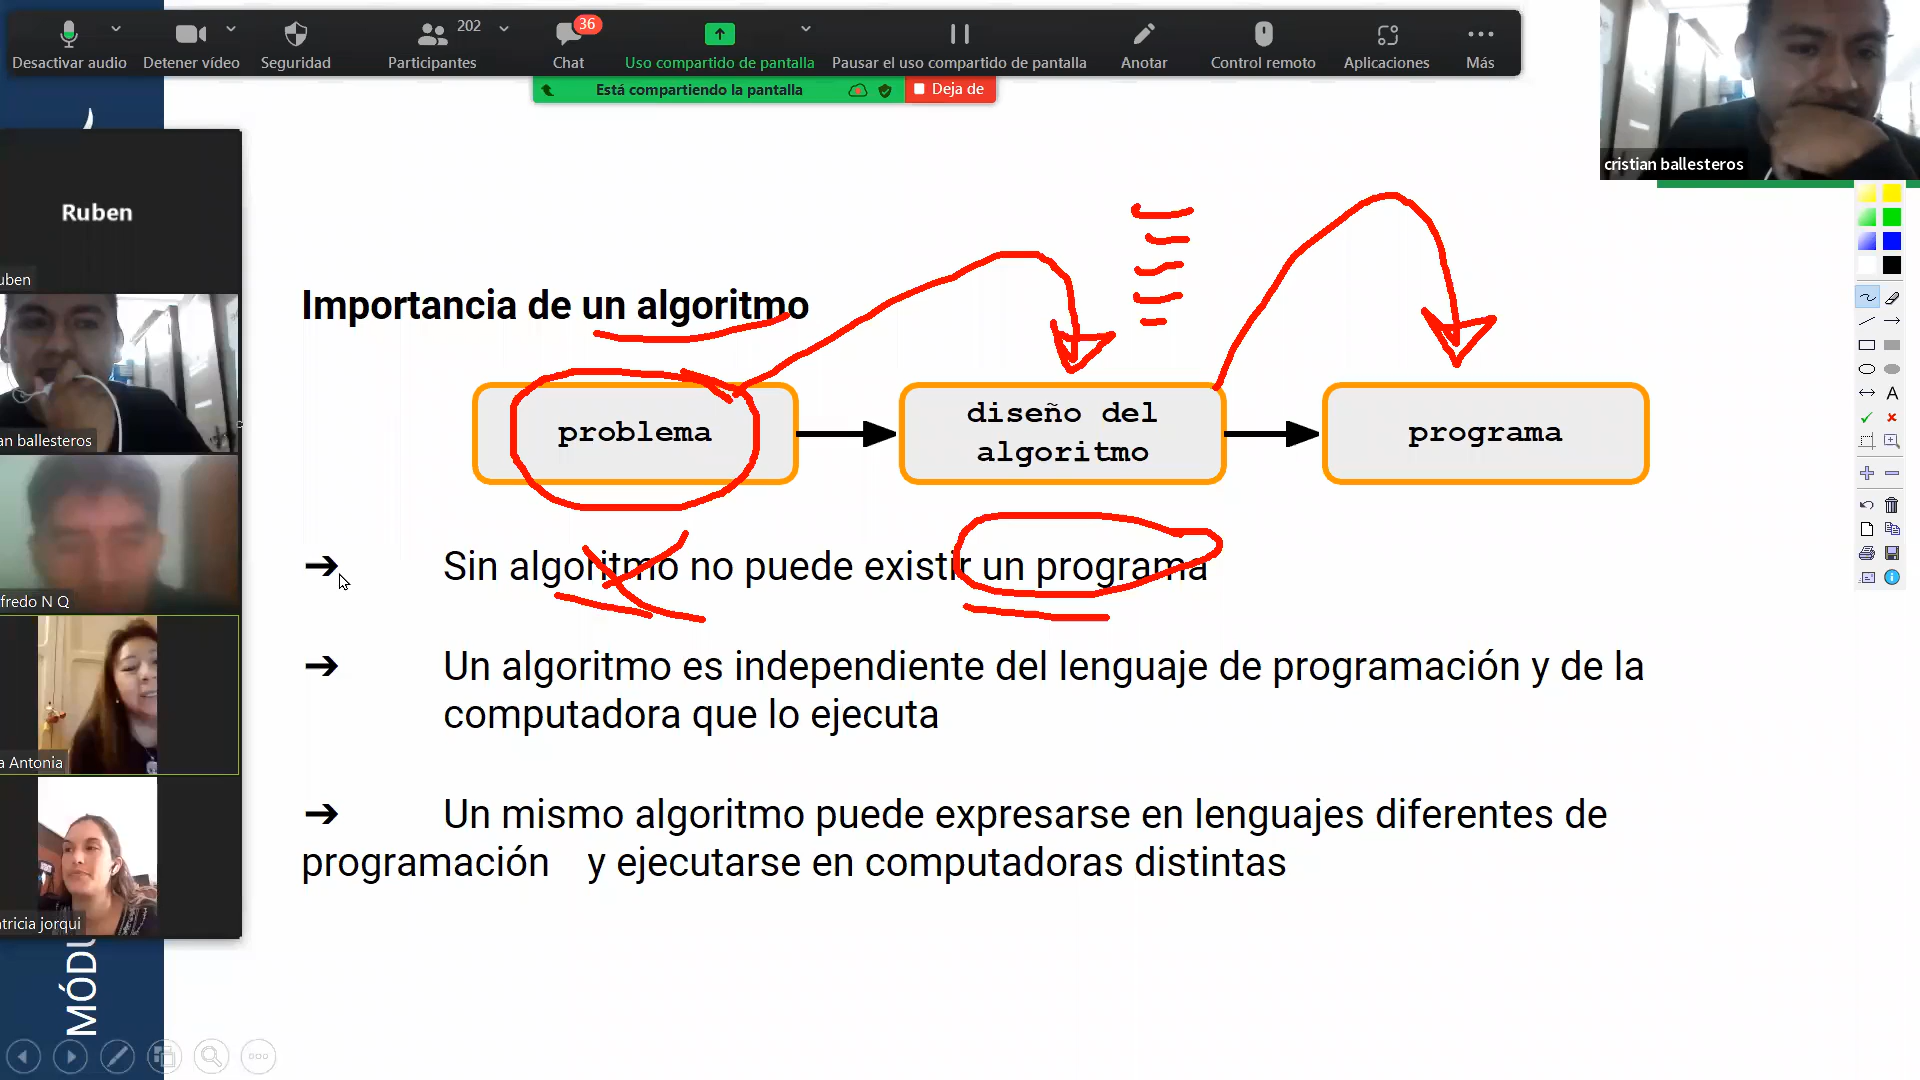 202
36
Desactivar audio
Detener vídeo
Seguridad
Participantes
Chat
Uso compartido de pantalla
Pausar el uso compartido de pantalla
Anotar
Control remoto
Aplicaciones
Más
Está compartiendo la pantalla
Deja de
cristian ballesteros
Ruben
uben
an ballesteros
fredo N Q
a Antonia
atricia jorqui
Importancia de un algoritmo
problema
diseño del
algoritmo
programa
➔ Sin algoritmo no puede existir un programa
➔ Un algoritmo es independiente del lenguaje de programación y de la
computadora que lo ejecuta
➔ Un mismo algoritmo puede expresarse en lenguajes diferentes de
programación y ejecutarse en computadoras distintas
MÓDU
A